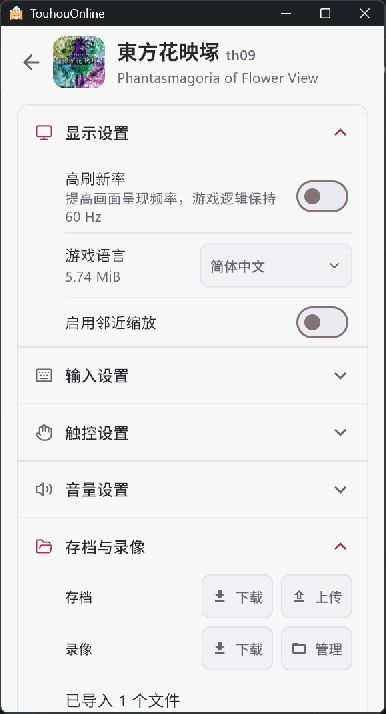 TouhouOnline
東方花映塚 th09
Phantasmagoria of Flower View
显示设置
高刷新率
提高画面呈现频率，游戏逻辑保持
60 Hz
游戏语言
5.74 MiB
简体中文
启用邻近缩放
输入设置
触控设置
音量设置
存档与录像
存档
下载
上传
录像
下载
管理
已导入 1 个文件